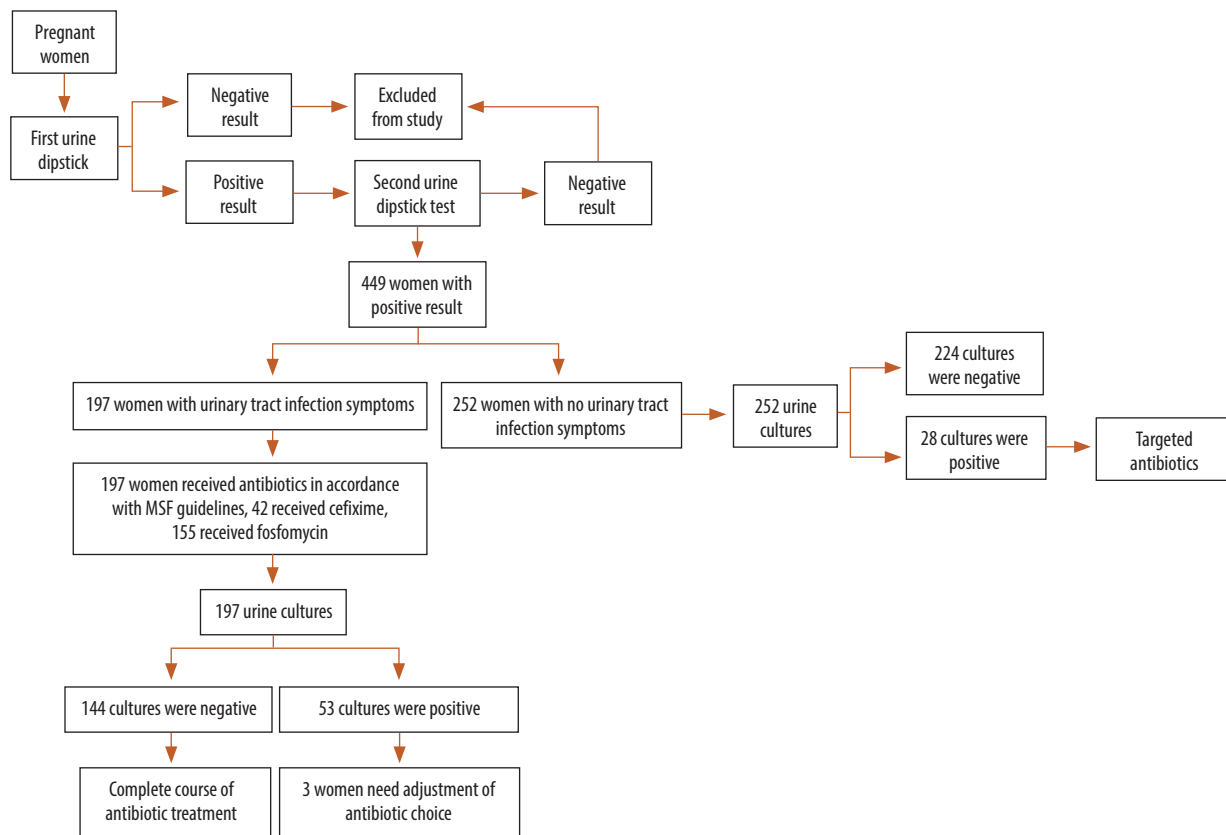 Pregnant
women
First urine
dipstick
Negative
result
Excluded
from study
Positive
result
Second urine
dipstick test
Negative
result
449 women with
positive result
197 women with urinary tract infection symptoms
252 women with no urinary tract
infection symptoms
252 urine
cultures
224 cultures
were negative
28 cultures were
positive
Targeted
antibiotics
197 women received antibiotics in accordance
with MSF guidelines, 42 received cefixime,
155 received fosfomycin
197 urine cultures
144 cultures were negative
53 cultures were positive
Complete course of
antibiotic treatment
3 women need adjustment of
antibiotic choice